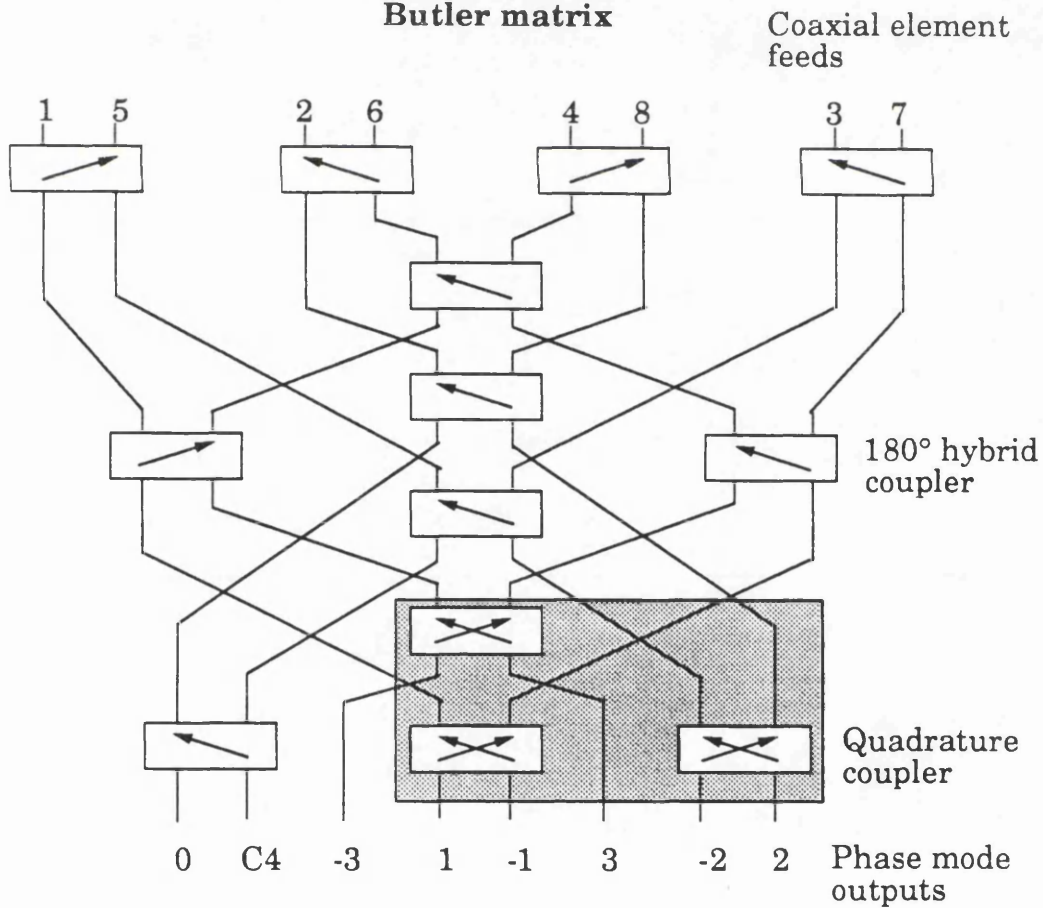 Butler matrix
Coaxial element
feeds
1 5 2 6 4 8 3 7
180° hybrid
coupler
Quadrature
coupler
0 C4 -3 1 -1 3 -2 2 Phase mode
outputs